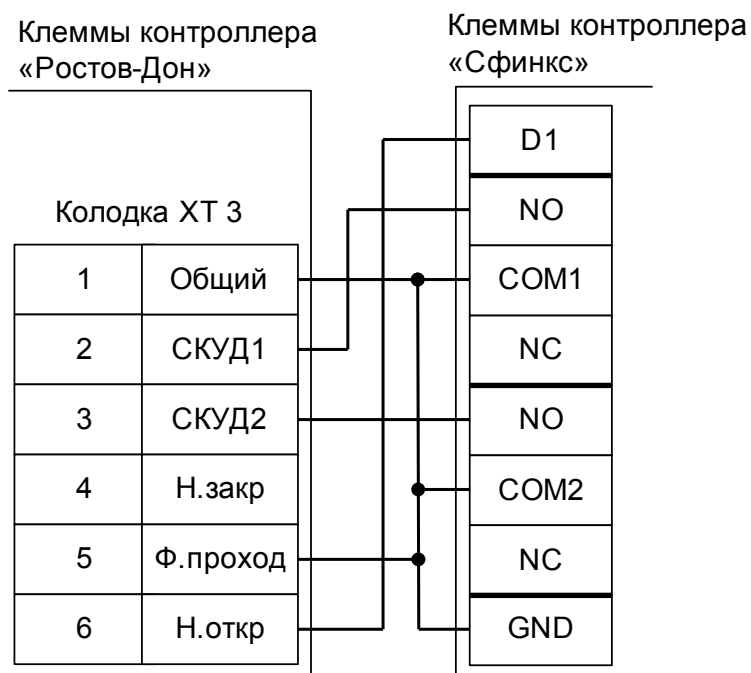 Клеммы контроллера
«Ростов-Дон»
Клеммы контроллера
«Сфинкс»
Колодка XT 3
1 Общий
2 СКУД1
3 СКУД2
4 Н.закр
5 Ф.проход
6 Н.откр
D1
NO
COM1
NC
NO
COM2
NC
GND